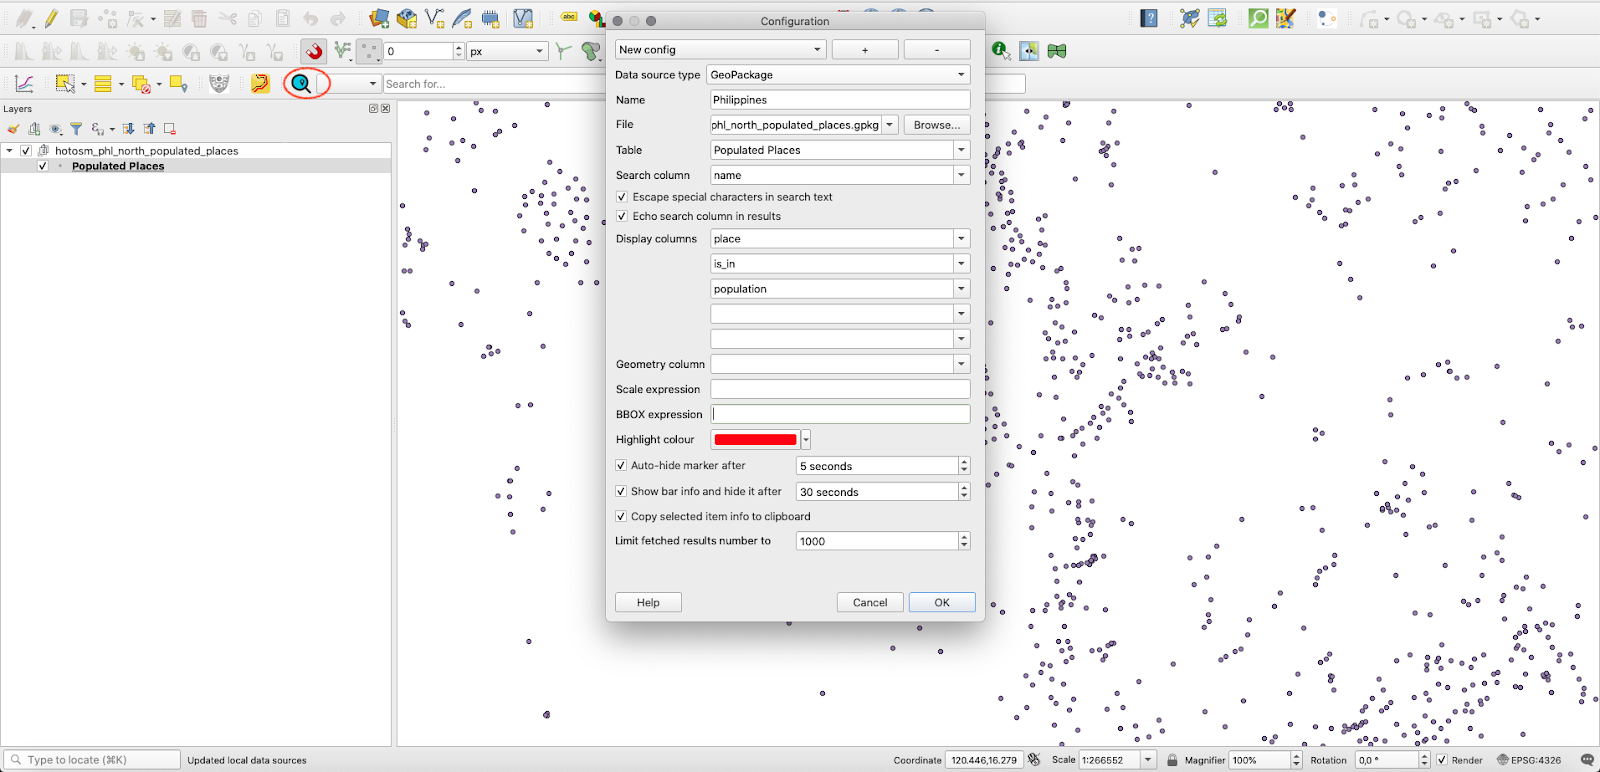 abc
Configuration
New config
+
-
0
px
Data source type
GeoPackage
Search for...
Name
Philippines
Layers
File
phl_north_populated_places.gpkg
Browse...
hotosm_phl_north_populated_places
Table
Populated Places
Populated Places
Search column
name
Escape special characters in search text
Echo search column in results
Display columns
place
is_in
population
Geometry column
Scale expression
BBOX expression
Highlight colour
Auto-hide marker after
5 seconds
Show bar info and hide it after
30 seconds
Copy selected item info to clipboard
Limit fetched results number to
1000
Help
Cancel
OK
Type to locate (⌘K)
Updated local data sources
Coordinate
120.446,16.279
Scale
1:266552
Magnifier
100%
Rotation
0,0 °
Render
EPSG:4326